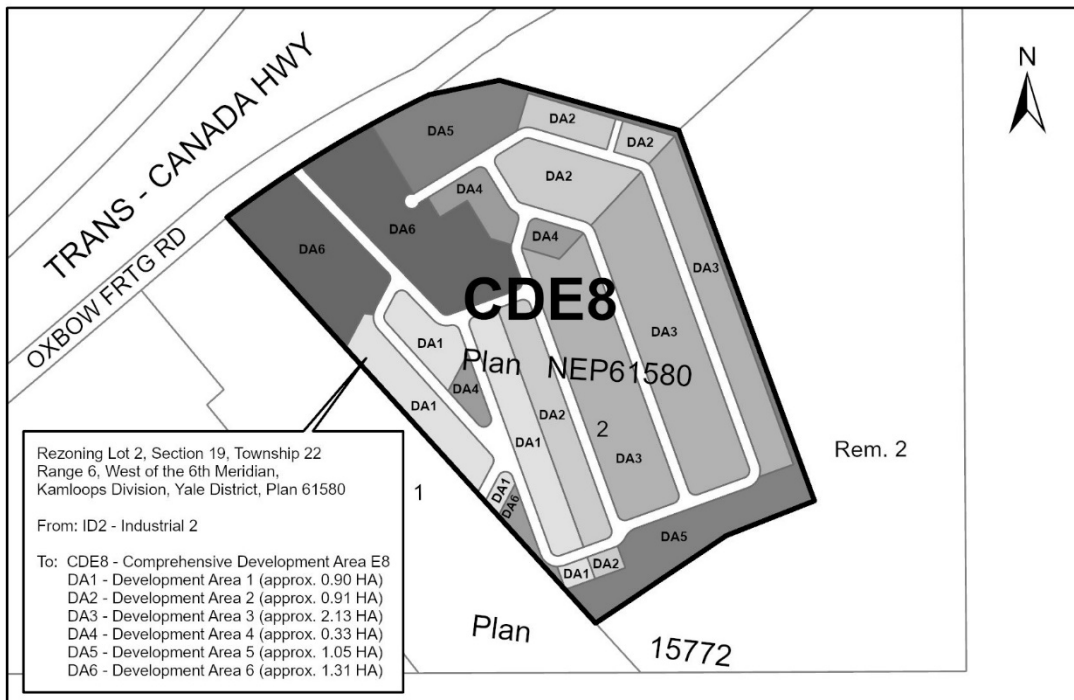 TRANS - CANADA HWY
OXBOW FRTG RD
N
DA5
DA2
DA2
DA4
DA2
DA6
DA6
DA4
DA3
CDE8
DA1
DA3
Plan NEP61580
DA4
DA1
DA2
2
DA1
DA3
Rem. 2
1
DA1
DA6
DA5
DA1
DA2
Plan 15772
Rezoning Lot 2, Section 19, Township 22
Range 6, West of the 6th Meridian,
Kamloops Division, Yale District, Plan 61580
From: ID2 - Industrial 2
To: CDE8 - Comprehensive Development Area E8
DA1 - Development Area 1 (approx. 0.90 HA)
DA2 - Development Area 2 (approx. 0.91 HA)
DA3 - Development Area 3 (approx. 2.13 HA)
DA4 - Development Area 4 (approx. 0.33 HA)
DA5 - Development Area 5 (approx. 1.05 HA)
DA6 - Development Area 6 (approx. 1.31 HA)